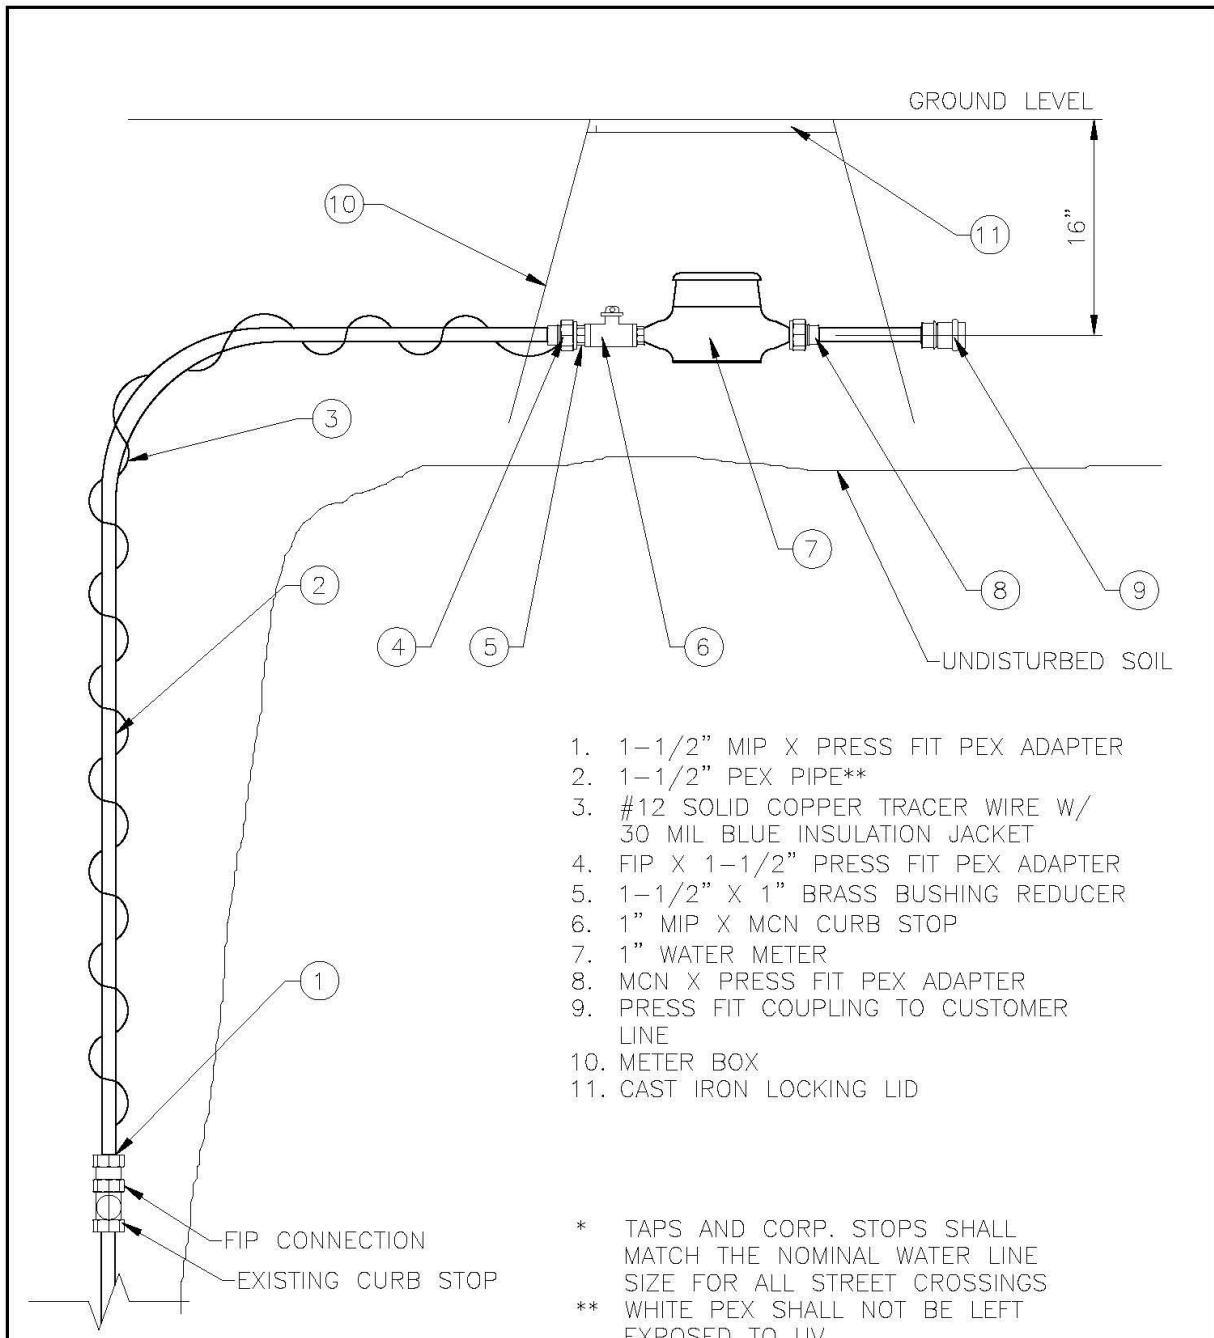 GROUND LEVEL
16"
10
11
3
7
2
8
9
4
5
6
UNDISTURBED SOIL
1. 1-1/2" MIP X PRESS FIT PEX ADAPTER
2. 1-1/2" PEX PIPE**
3. #12 SOLID COPPER TRACER WIRE W/
30 MIL BLUE INSULATION JACKET
4. FIP X 1-1/2" PRESS FIT PEX ADAPTER
5. 1-1/2" X 1" BRASS BUSHING REDUCER
6. 1" MIP X MCN CURB STOP
7. 1" WATER METER
8. MCN X PRESS FIT PEX ADAPTER
9. PRESS FIT COUPLING TO CUSTOMER
LINE
10. METER BOX
11. CAST IRON LOCKING LID
1
FIP CONNECTION
EXISTING CURB STOP
* TAPS AND CORP. STOPS SHALL
MATCH THE NOMINAL WATER LINE
SIZE FOR ALL STREET CROSSINGS
** WHITE PEX SHALL NOT BE LEFT
EXPOSED TO UV